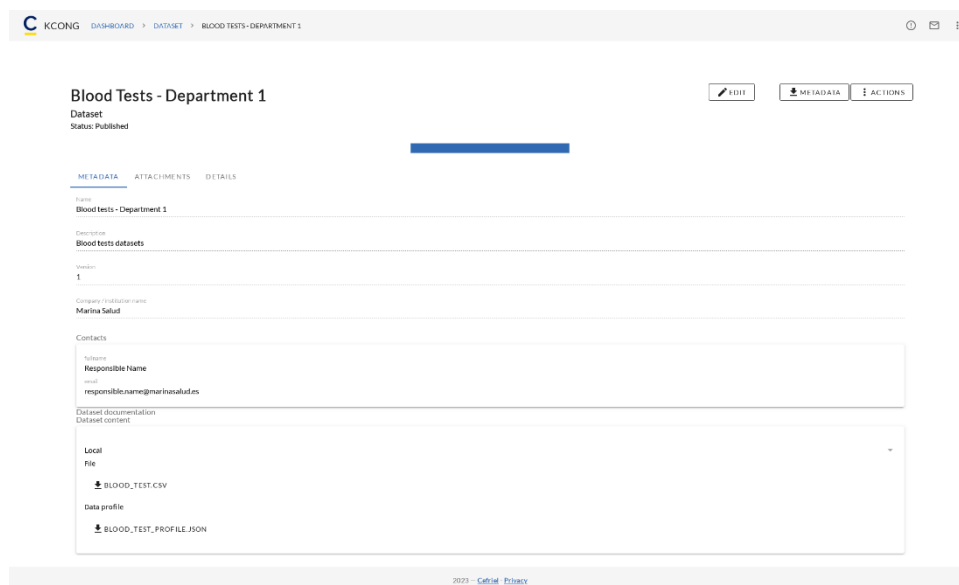 C KCONG DASHBOARD > DATASET > BLOOD TESTS - DEPARTMENT 1
Blood Tests - Department 1
EDIT METADATA ACTIONS
Dataset
Status: Published
METADATA ATTACHMENTS DETAILS
Name
Blood tests - Department 1
Description
Blood tests datasets
Version
1
Company / Institution name
Marina Salud
Contacts
fullname
Responsible Name
email
responsible.name@marinasalud.es
Dataset documentation
Dataset content
Local
File
BLOOD_TEST.CSV
Data profile
BLOOD_TEST_PROFILE.JSON
2023 — Cefriel - Privacy